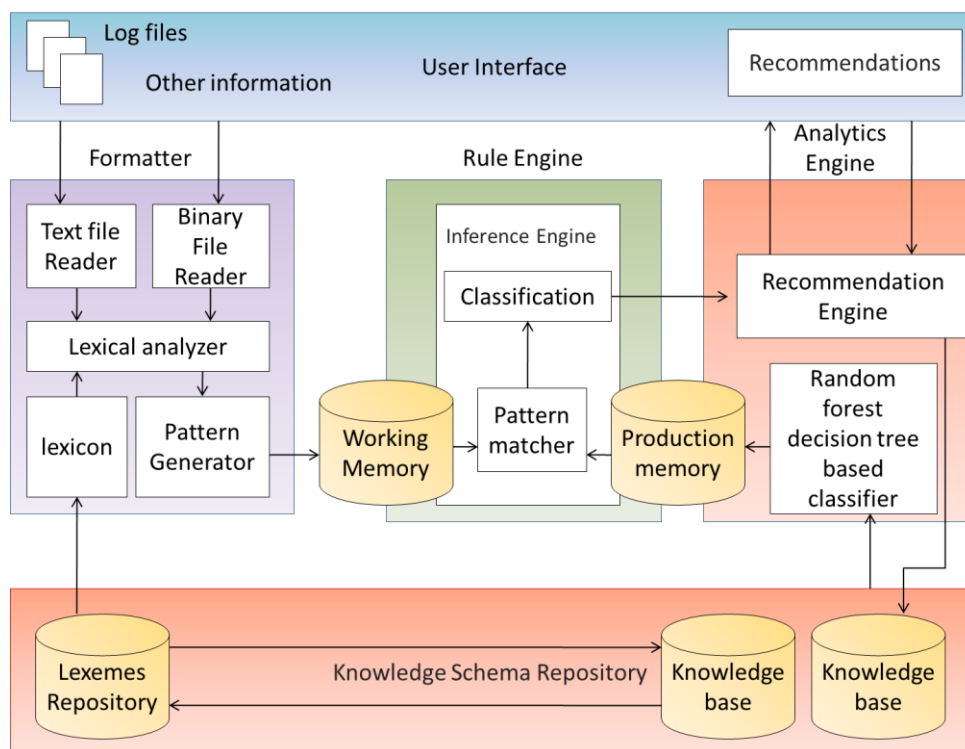 Log files
Other information
User Interface
Recommendations
Formatter
Rule Engine
Analytics
Engine
Text file
Reader
Binary
File
Reader
Inference Engine
Classification
Recommendation
Engine
Lexical analyzer
lexicon
Pattern
Generator
Working
Memory
Pattern
matcher
Production
memory
Random
forest
decision tree
based
classifier
Lexemes
Repository
Knowledge Schema Repository
Knowledge
base
Knowledge
base